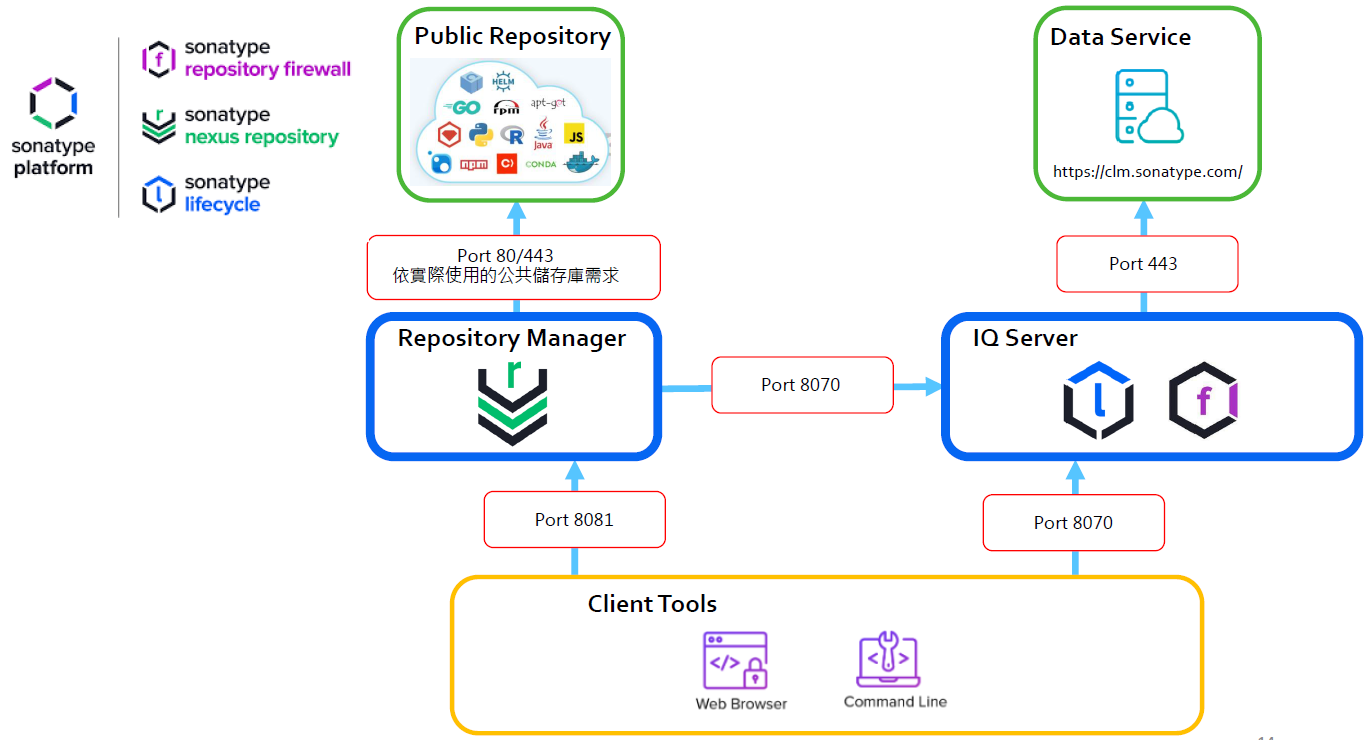 sonatype
platform
sonatype
repository firewall
sonatype
nexus repository
sonatype
lifecycle
Public Repository
HELM
GO
rpm
apt-get
R
Java
JS
npm
CONDA
Data Service
https://clm.sonatype.com/
Port 80/443
依實際使用的公共儲存庫需求
Port 443
Repository Manager
r
Port 8070
IQ Server
l
f
Port 8081
Port 8070
Client Tools
Web Browser
Command Line